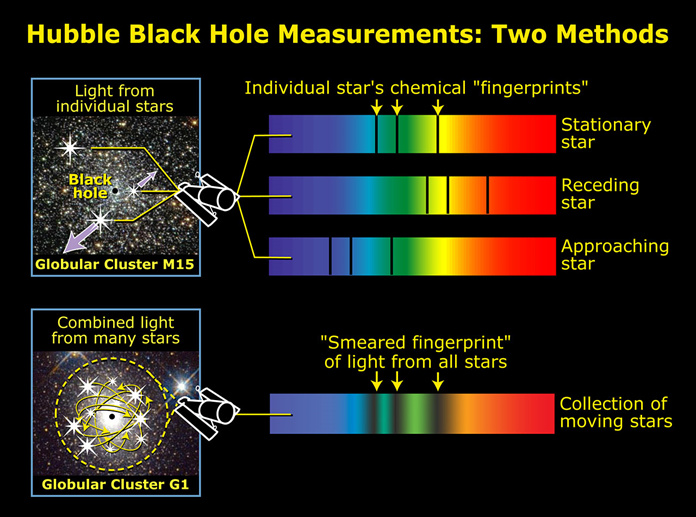 Hubble Black Hole Measurements: Two Methods
Light from
individual stars
Black
hole
Globular Cluster M15
Individual star's chemical "fingerprints"
Stationary
star
Receding
star
Approaching
star
Combined light
from many stars
Globular Cluster G1
"Smeared fingerprint"
of light from all stars
Collection of
moving stars